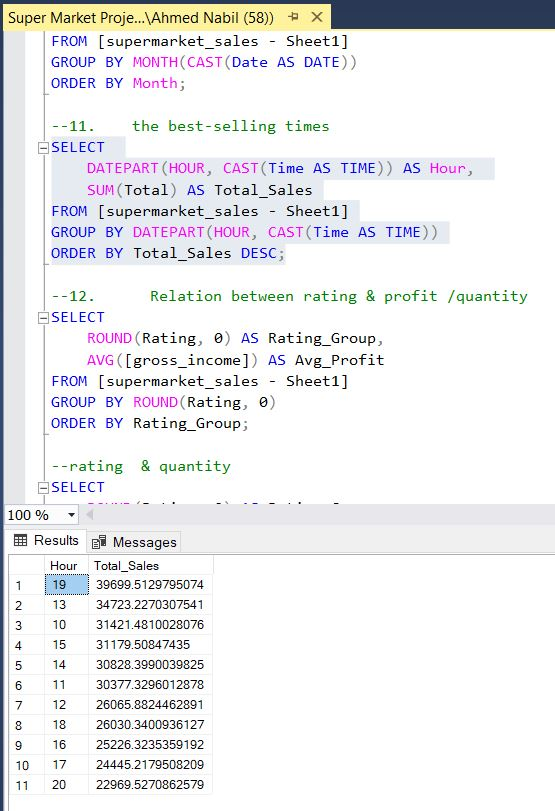 Super Market Proje...\Ahmed Nabil (58))
FROM [supermarket_sales - Sheet1]
GROUP BY MONTH(CAST(Date AS DATE))
ORDER BY Month;
--11. the best-selling times
SELECT
DATEPART(HOUR, CAST(Time AS TIME)) AS Hour,
SUM(Total) AS Total_Sales
FROM [supermarket_sales - Sheet1]
GROUP BY DATEPART(HOUR, CAST(Time AS TIME))
ORDER BY Total_Sales DESC;
--12. Relation between rating & profit /quantity
SELECT
ROUND(Rating, 0) AS Rating_Group,
AVG([gross_income]) AS Avg_Profit
FROM [supermarket_sales - Sheet1]
GROUP BY ROUND(Rating, 0)
ORDER BY Rating_Group;
--rating & quantity
SELECT
100 %
Results Messages
Hour Total_Sales
1 19 39699.5129795074
2 13 34723.2270307541
3 10 31421.4810028076
4 15 31179.50847435
5 14 30828.3990039825
6 11 30377.3296012878
7 12 26065.8824462891
8 18 26030.3400936127
9 16 25226.3235359192
10 17 24445.2179508209
11 20 22969.5270862579